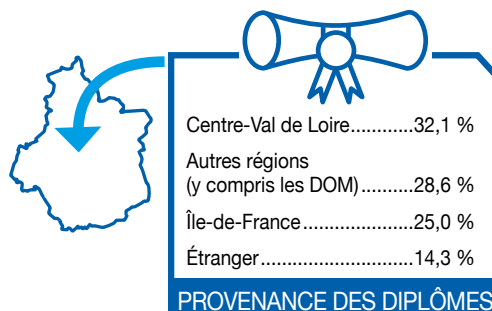 Centre-Val de Loire............32,1 %
Autres régions
(y compris les DOM)..........28,6 %
Île-de-France.....................25,0 %
Étranger.............................14,3 %
PROVENANCE DES DIPLÔMES